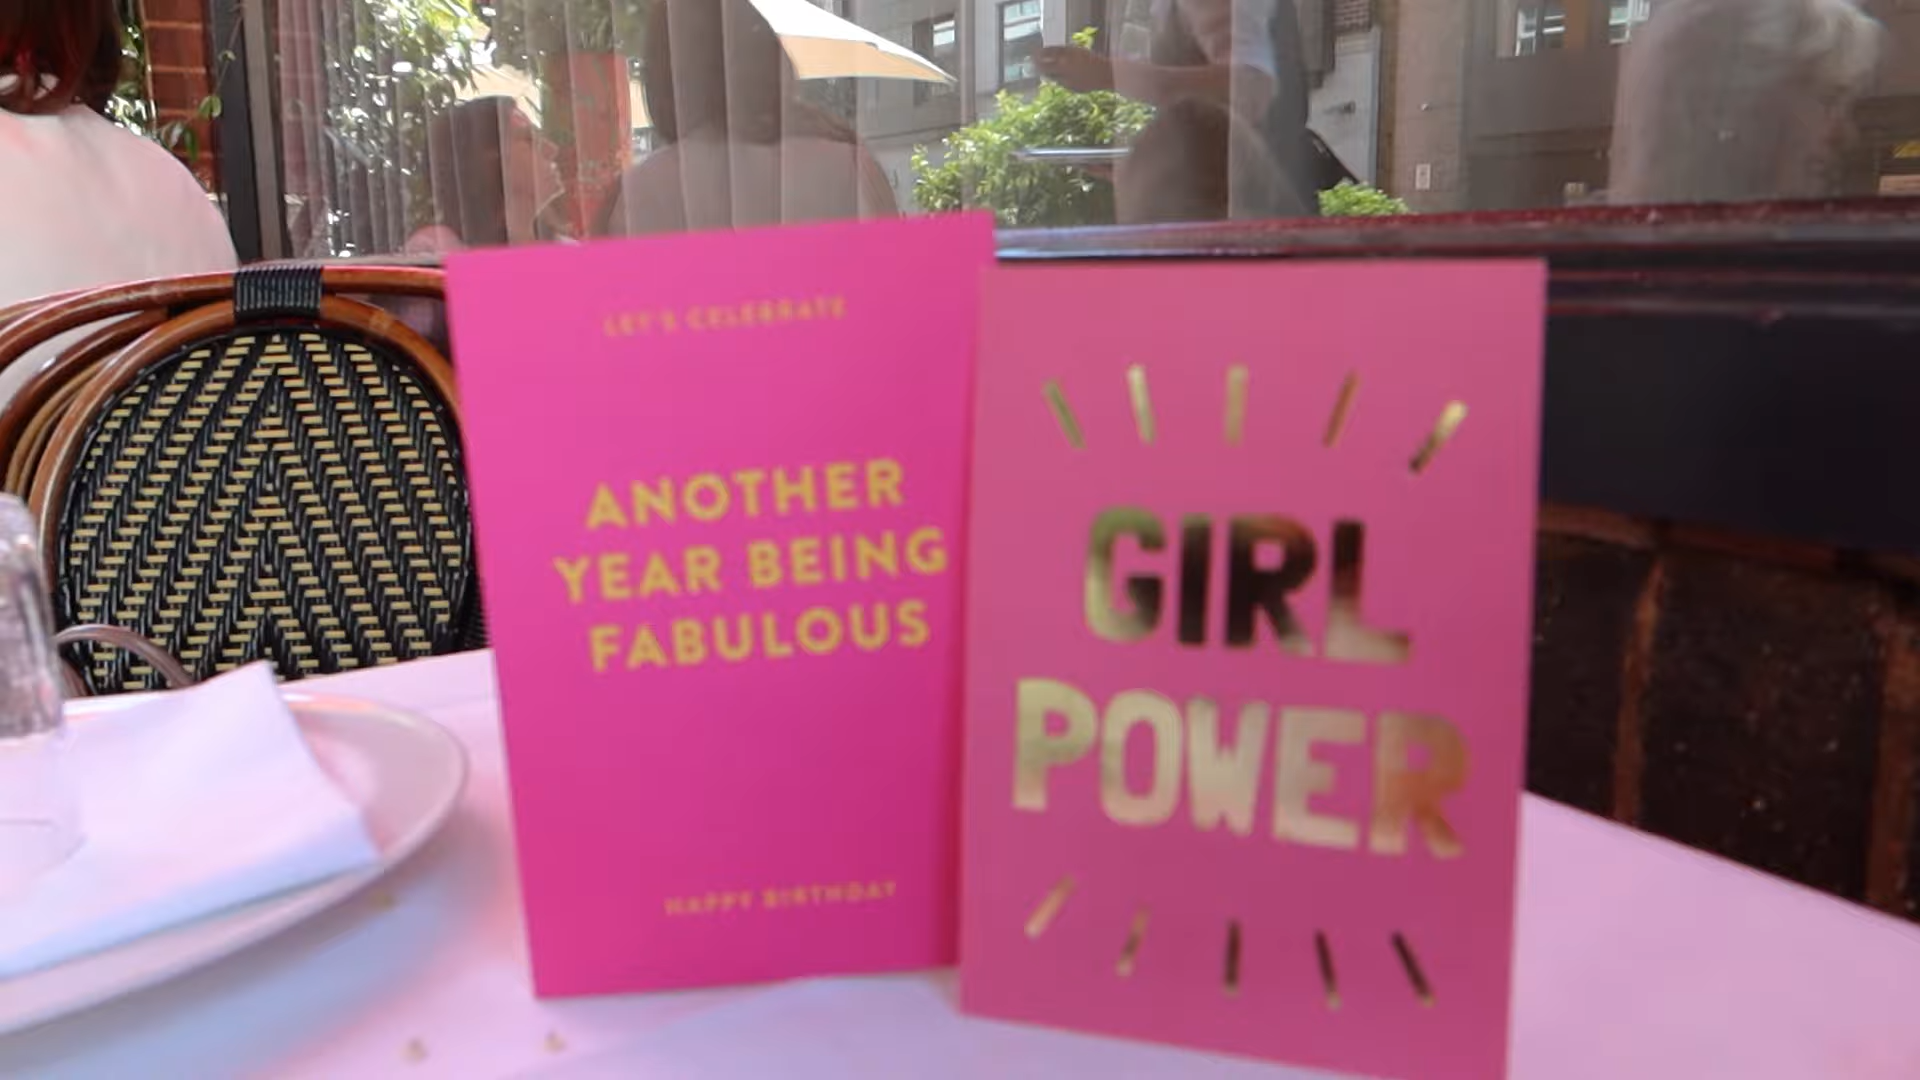 LET'S CELEBRATE
ANOTHER
YEAR BEING
FABULOUS
HAPPY BIRTHDAY
GIRL
POWER